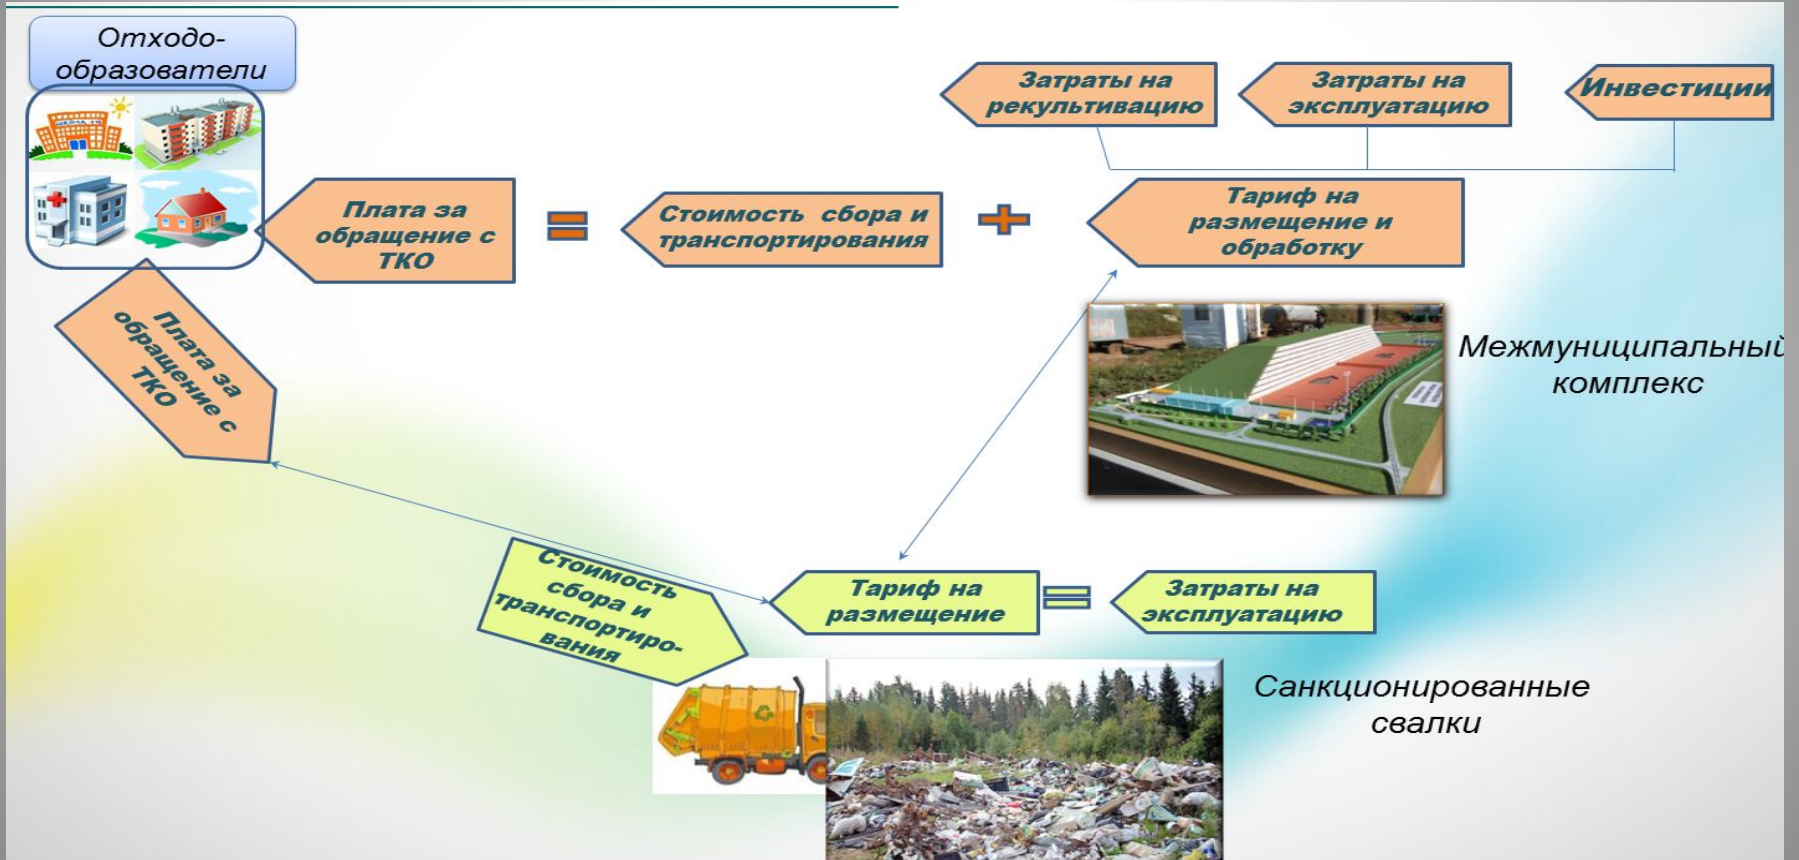 Отходо-
образователи
Затраты на
рекультивацию
Затраты на
эксплуатацию
Инвестиции
Плата за
обращение с
ТКО
Стоимость сбора и
транспортирования
Тариф на
размещение и
обработку
Межмуниципальный
комплекс
Плата за
обращение с
ТКО
Стоимость
сбора и
транспортиро-
вания
Тариф на
размещение
Затраты на
эксплуатацию
Санкционированные
свалки